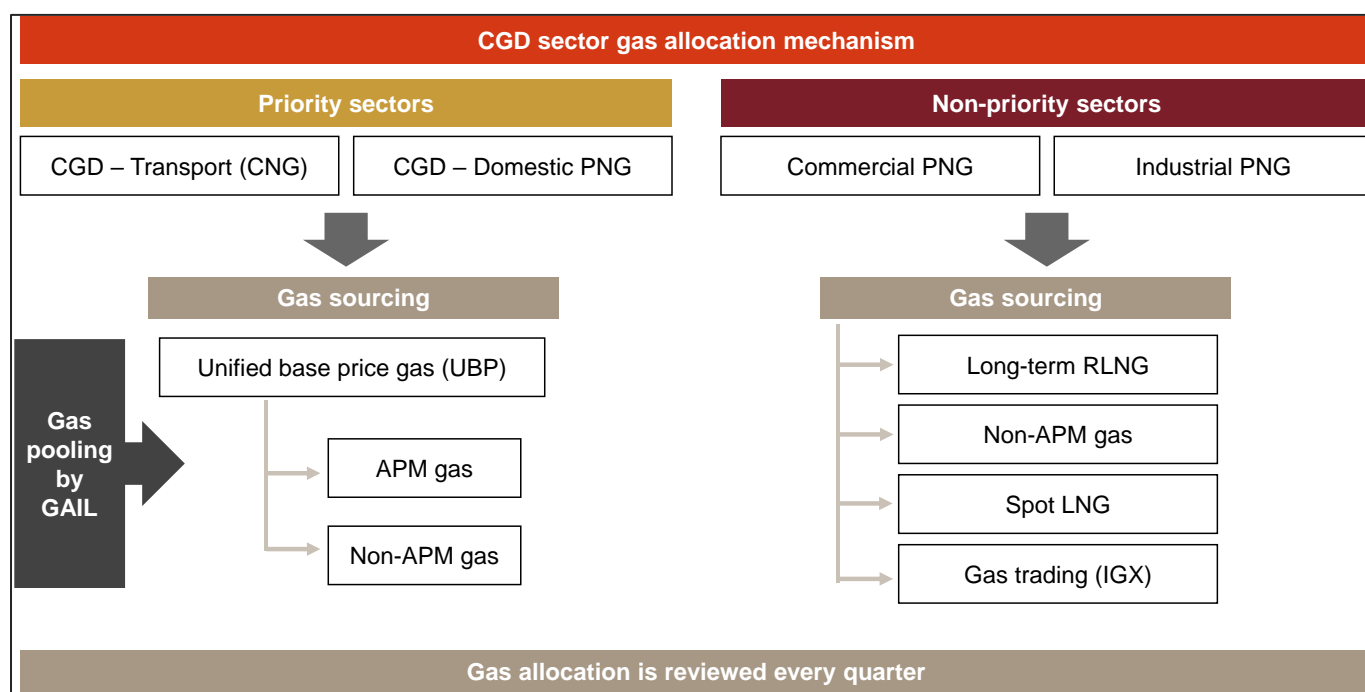 CGD sector gas allocation mechanism
Priority sectors
CGD – Transport (CNG)
CGD – Domestic PNG
Gas sourcing
Unified base price gas (UBP)
Gas
pooling
by
GAIL
APM gas
Non-APM gas
Non-priority sectors
Commercial PNG
Industrial PNG
Gas sourcing
Long-term RLNG
Non-APM gas
Spot LNG
Gas trading (IGX)
Gas allocation is reviewed every quarter